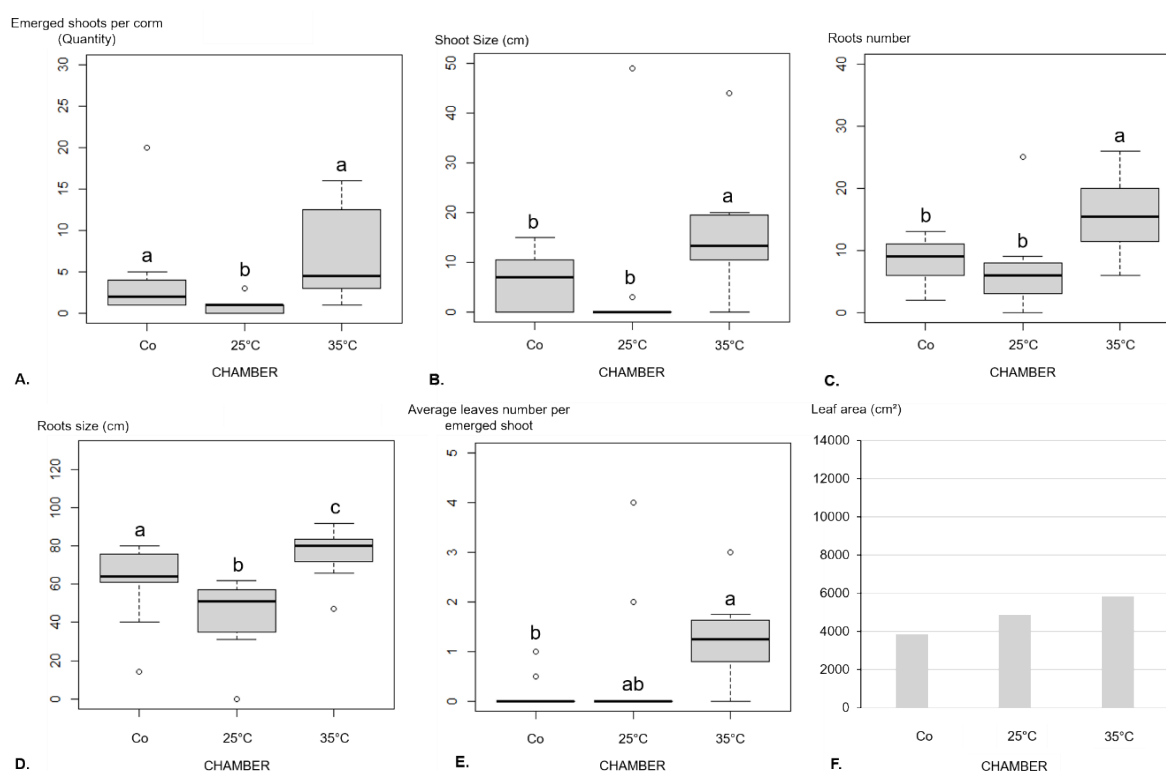 Emerged shoots per corm
(Quantity)
30
25
20
15
10
5
0
a
b
a
Co
25°C
35°C
CHAMBER
A.
Shoot Size (cm)
50
40
30
20
10
0
b
b
a
Co
25°C
35°C
CHAMBER
B.
Roots number
40
30
20
10
0
b
b
a
Co
25°C
35°C
CHAMBER
C.
Roots size (cm)
120
100
80
60
40
20
0
a
b
c
Co
25°C
35°C
CHAMBER
D.
Average leaves number per
emerged shoot
5
4
3
2
1
0
b
ab
a
Co
25°C
35°C
CHAMBER
E.
Leaf area (cm²)
14000
12000
10000
8000
6000
4000
2000
0
Co
25°C
35°C
CHAMBER
F.